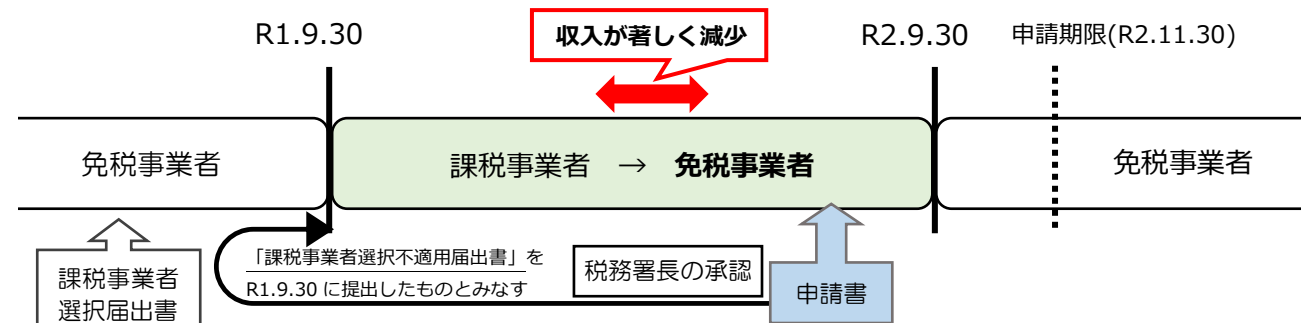 R1.9.30
収入が著しく減少
R2.9.30
申請期限(R2.11.30)
免税事業者
課税事業者 → 免税事業者
免税事業者
課税事業者
選択届出書
「課税事業者選択不適用届出書」を
R1.9.30 に提出したものとみなす
税務署長の承認
申請書